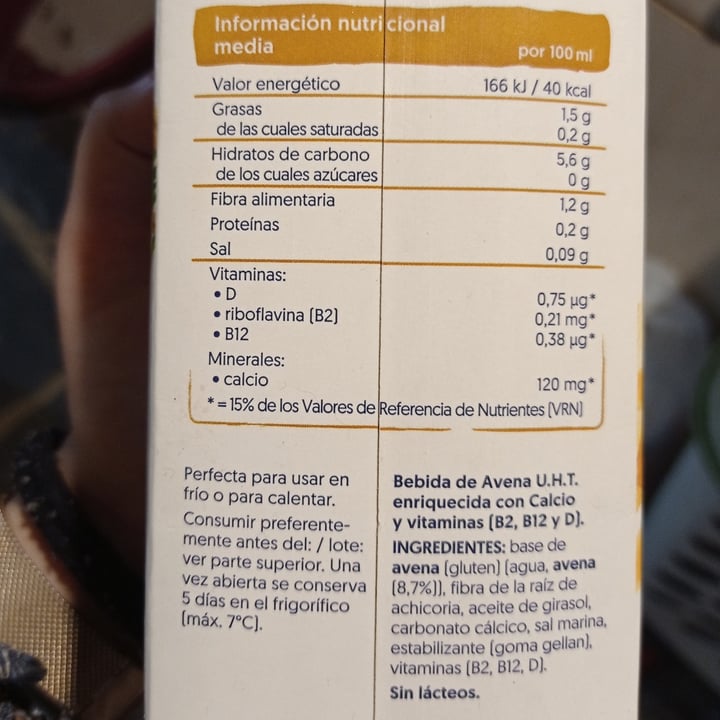 Información nutricional
media
por 100 ml
Valor energético 166 kJ / 40 kcal
Grasas 1,5 g
de las cuales saturadas 0,2 g
Hidratos de carbono 5,6 g
de los cuales azúcares 0 g
Fibra alimentaria 1,2 g
Proteínas 0,2 g
Sal 0,09 g
Vitaminas:
• D 0,75 µg*
• riboflavina (B2) 0,21 mg*
• B12 0,38 µg*
Minerales:
• calcio 120 mg*
* = 15% de los Valores de Referencia de Nutrientes (VRN)
Perfecta para usar en
frío o para calentar.
Consumir preferente-
mente antes del: / lote:
ver parte superior. Una
vez abierta se conserva
5 días en el frigorífico
(máx. 7°C).
Bebida de Avena U.H.T.
enriquecida con Calcio
y vitaminas (B2, B12 y D).
INGREDIENTES: base de
avena (gluten) (agua, avena
(8,7%)), fibra de la raíz de
achicoria, aceite de girasol,
carbonato cálcico, sal marina,
estabilizante (goma gellan),
vitaminas (B2, B12, D).
Sin lácteos.